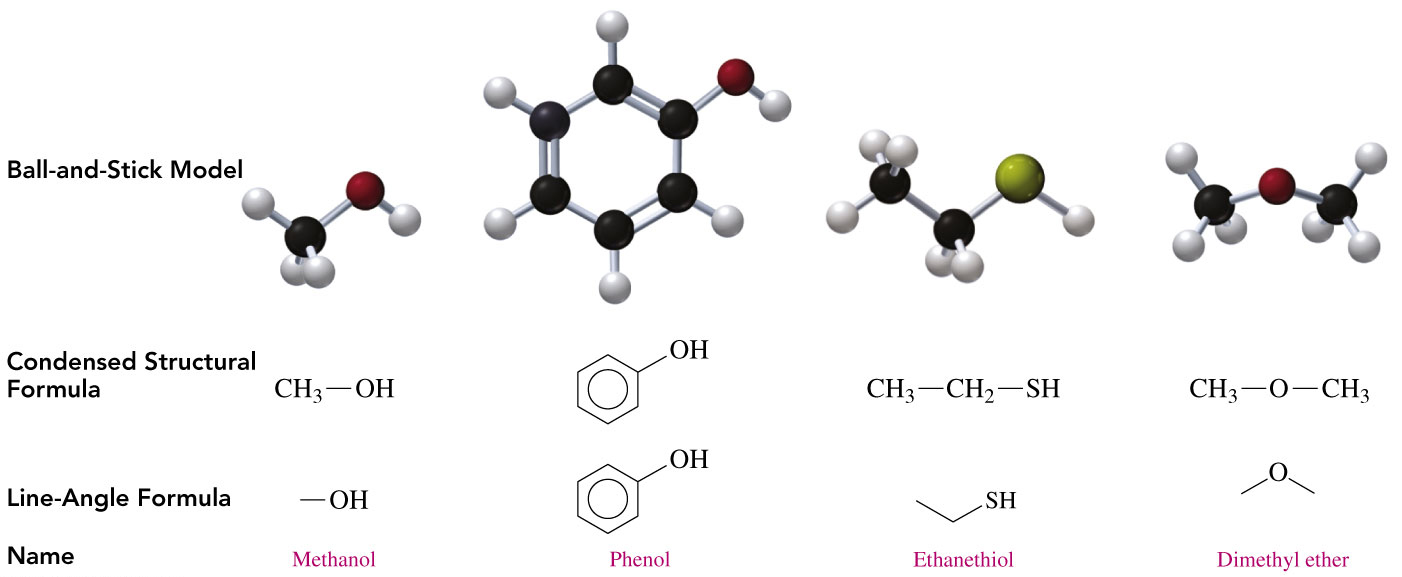 Ball-and-Stick Model
Condensed Structural
Formula
CH3—OH
OH
CH3—CH2—SH
CH3—O—CH3
Line-Angle Formula
—OH
OH
SH
O
Name
Methanol
Phenol
Ethanethiol
Dimethyl ether